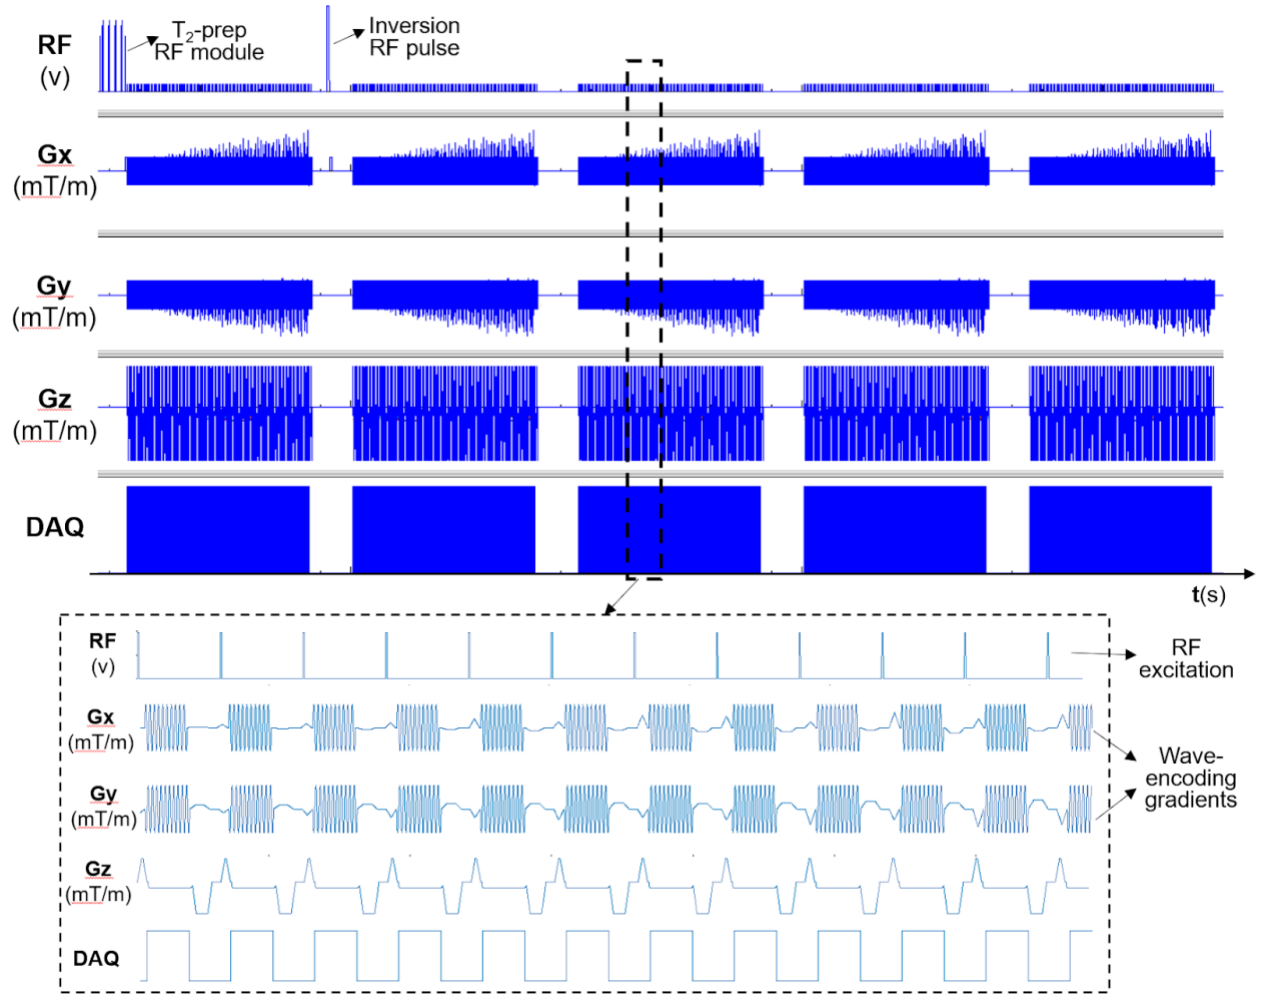 T₂-prep
RF module
Inversion
RF pulse
RF
(v)
Gx
(mT/m)
Gy
(mT/m)
Gz
(mT/m)
DAQ
t(s)
RF
(v)
RF
excitation
Gx
(mT/m)
Gy
(mT/m)
Wave-
encoding
gradients
Gz
(mT/m)
DAQ